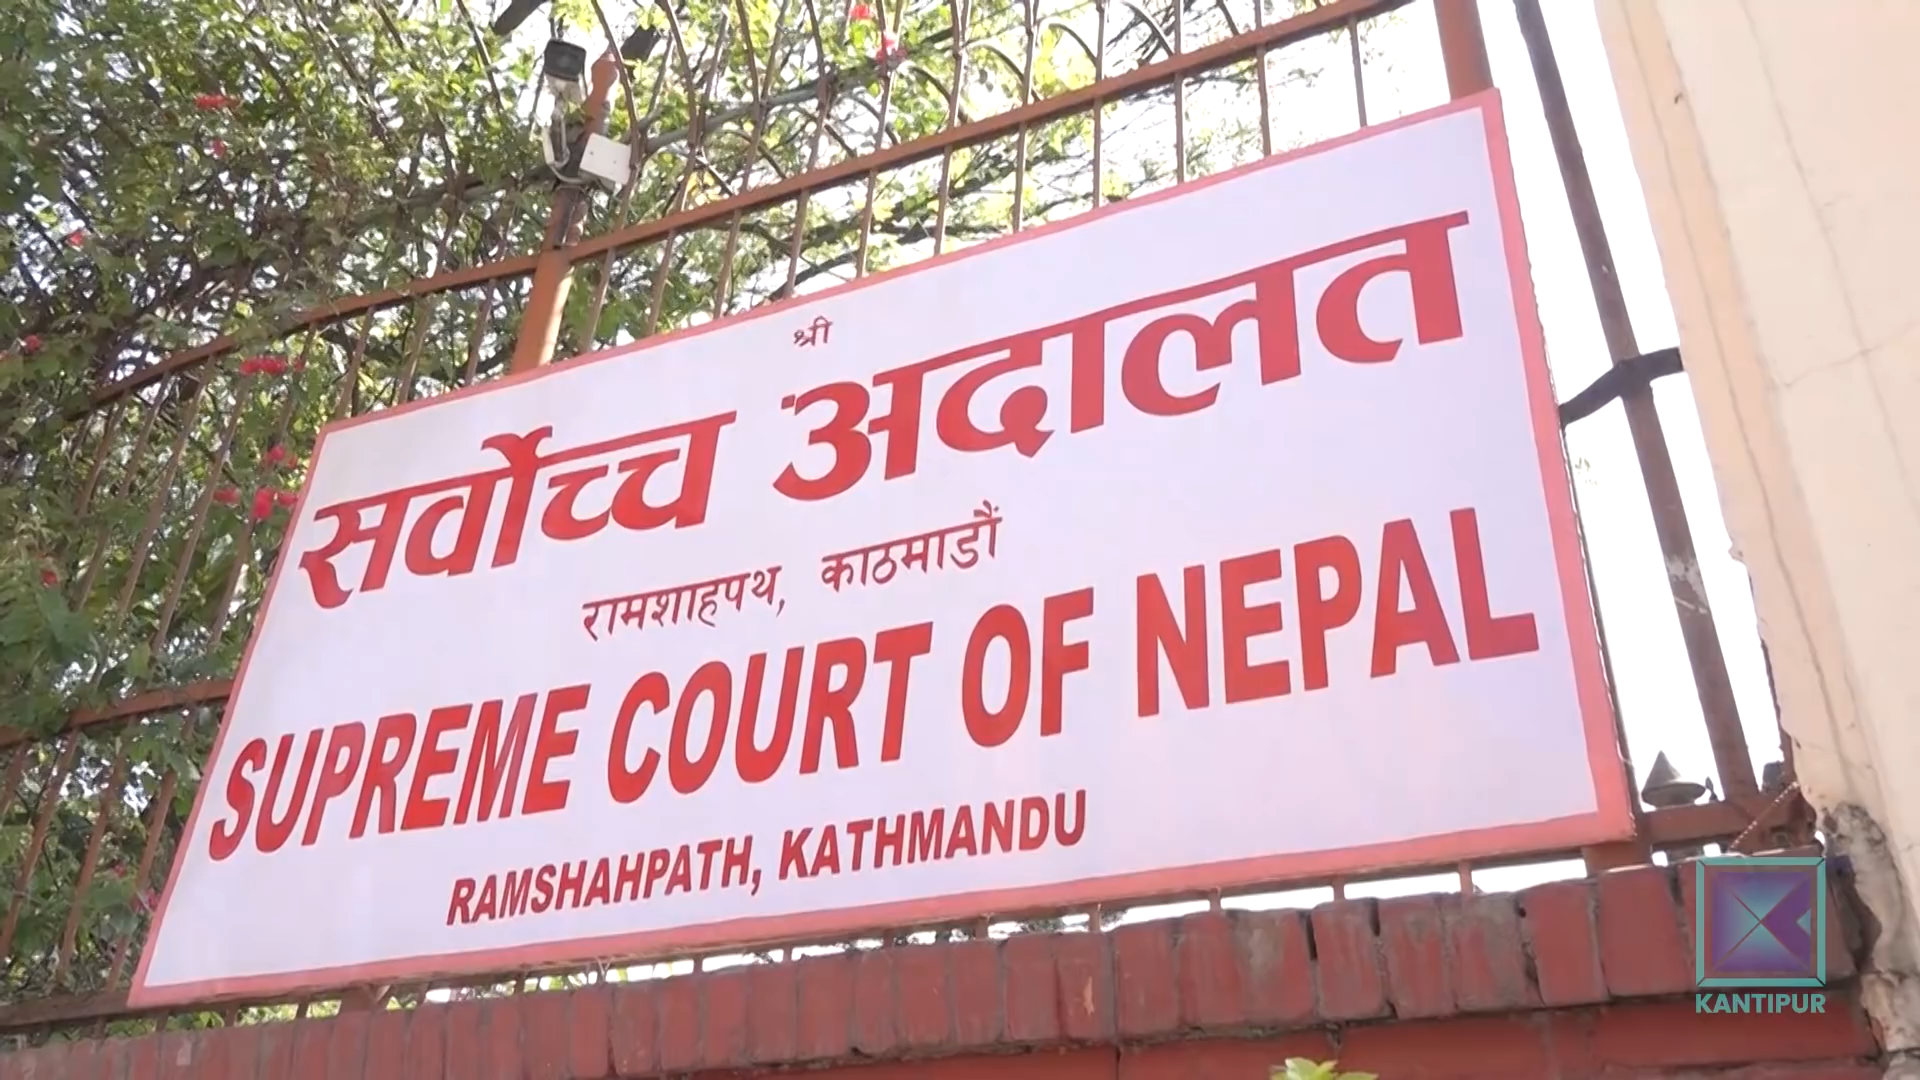 श्री
सर्वोच्च अदालत
रामशाहपथ, काठमाडौं
SUPREME COURT OF NEPAL
RAMSHAHPATH, KATHMANDU
KANTIPUR